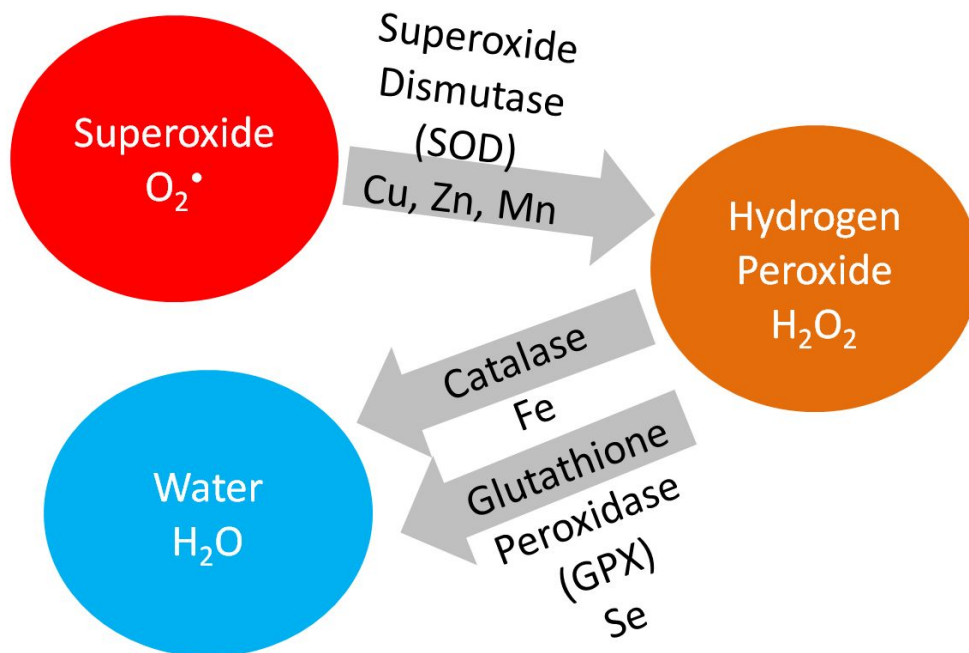 Superoxide
O₂•
Superoxide
Dismutase
(SOD)
Cu, Zn, Mn
Hydrogen
Peroxide
H₂O₂
Catalase
Fe
Glutathione
Peroxidase
(GPX)
Se
Water
H₂O